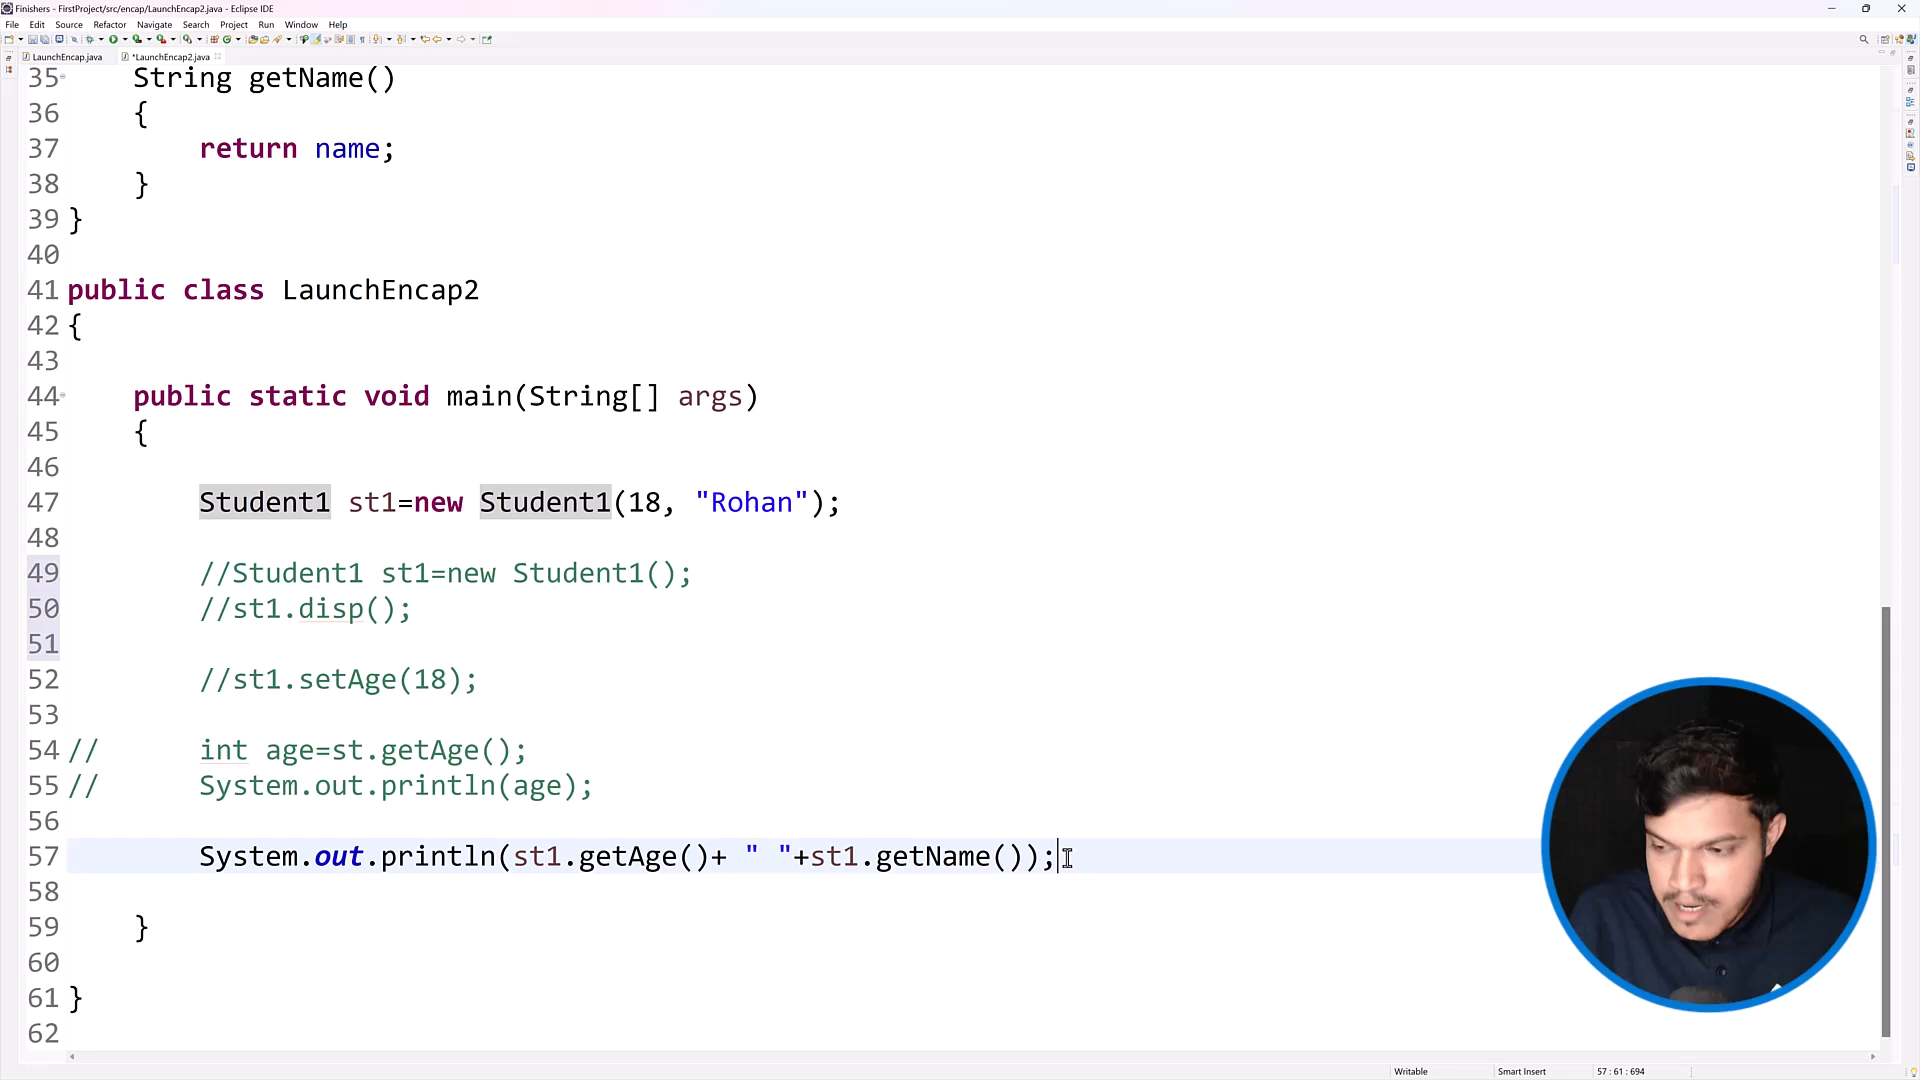 Finishers - FirstProject/src/encap/LaunchEncap2.java - Eclipse IDE
File Edit Source Refactor Navigate Search Project Run Window Help
LaunchEncap.java *LaunchEncap2.java
35 String getName()
36 {
37 return name;
38 }
39 }
40
41 public class LaunchEncap2
42 {
43
44 public static void main(String[] args)
45 {
46
47 Student1 st1=new Student1(18, "Rohan");
48
49 //Student1 st1=new Student1();
50 //st1.disp();
51
52 //st1.setAge(18);
53
54 // int age=st.getAge();
55 // System.out.println(age);
56
57 System.out.println(st1.getAge()+ " "+st1.getName());
58
59 }
60
61 }
62
Writable Smart Insert 57 : 61 : 694